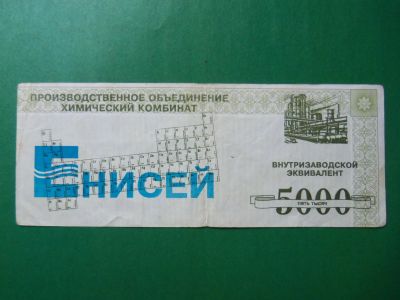 ПРОИЗВОДСТВЕННОЕ ОБЪЕДИНЕНИЕ
ХИМИЧЕСКИЙ КОМБИНАТ
ЕНИСЕЙ
ВНУТРИЗАВОДСКОЙ
ЭКВИВАЛЕНТ
5000
ПЯТЬ ТЫСЯЧ